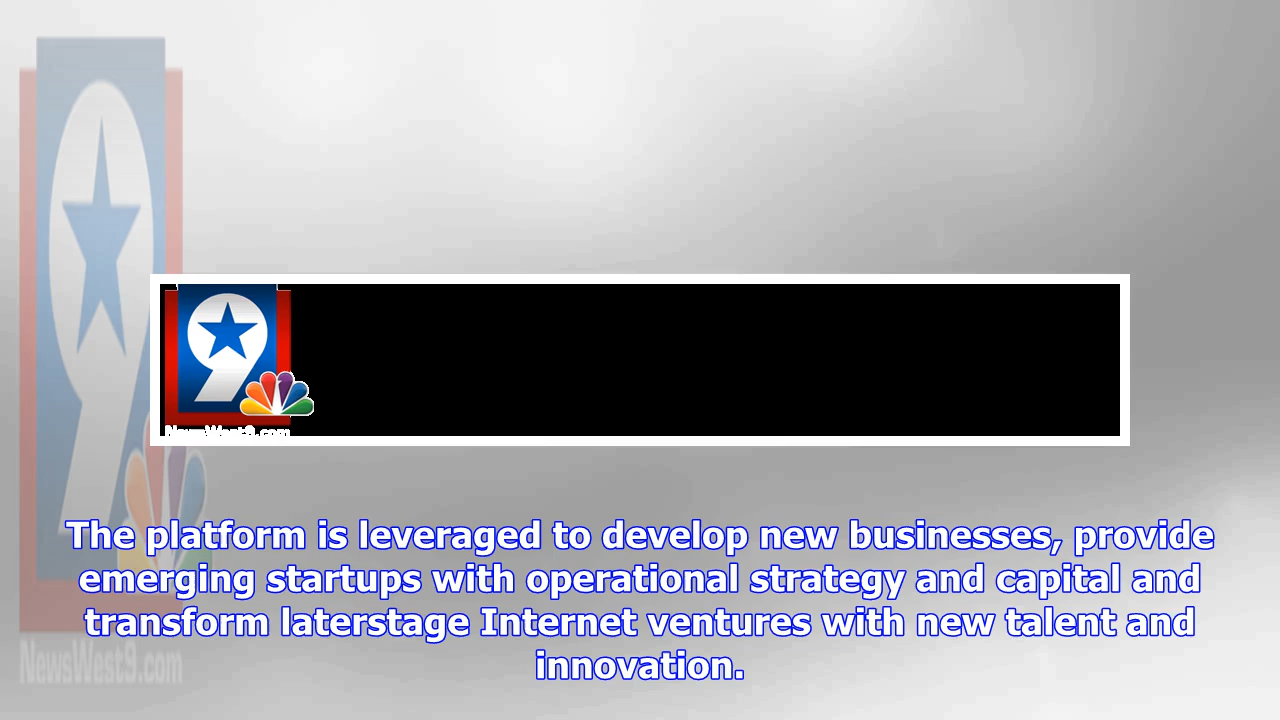 9
NewsWest9.com
The platform is leveraged to develop new businesses, provide
emerging startups with operational strategy and capital and
transform laterstage Internet ventures with new talent and
innovation.
NewsWest9.com